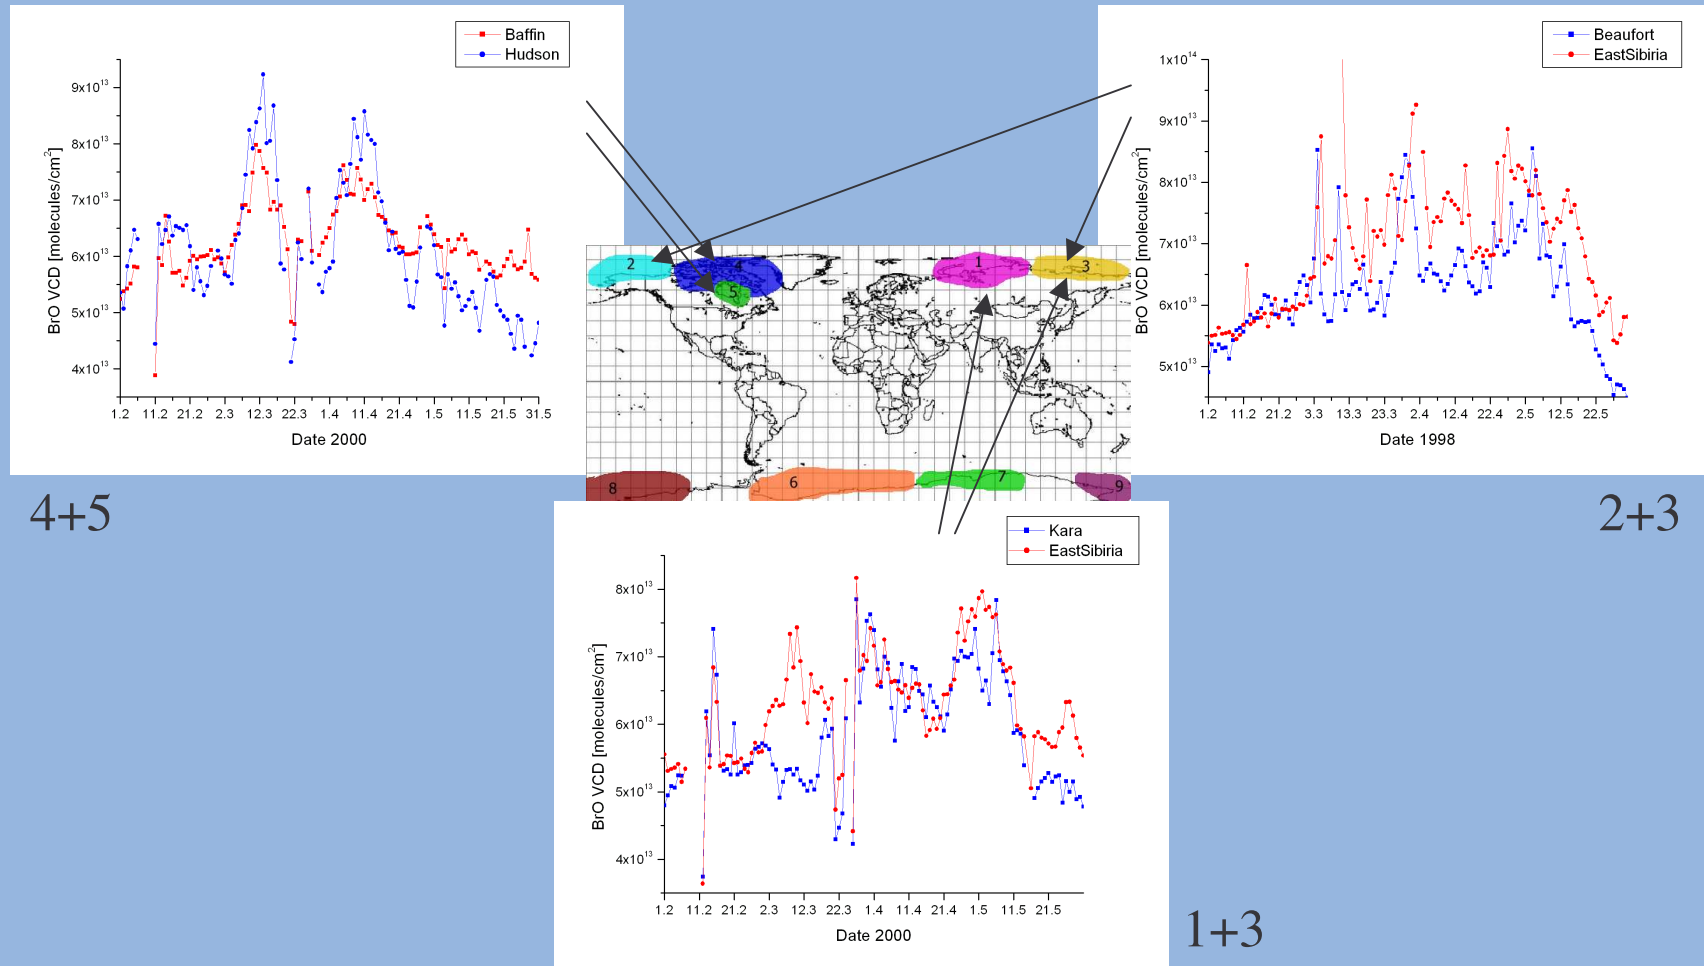 Baffin
Hudson
9x10^13
8x10^13
7x10^13
6x10^13
5x10^13
4x10^13
BrO VCD [molecules/cm²]
1.2 11.2 21.2 2.3 12.3 22.3 1.4 11.4 21.4 1.5 11.5 21.5 31.5
Date 2000
4+5
Beaufort
EastSibiria
1x10^14
9x10^13
8x10^13
7x10^13
6x10^13
5x10^13
BrO VCD [molecules/cm²]
1.2 11.2 21.2 3.3 13.3 23.3 2.4 12.4 22.4 2.5 12.5 22.5
Date 1998
2+3
2 4 5 1 3
8 6 7 9
Kara
EastSibiria
8x10^13
7x10^13
6x10^13
5x10^13
4x10^13
BrO VCD [molecules/cm²]
1.2 11.2 21.2 2.3 12.3 22.3 1.4 11.4 21.4 1.5 11.5 21.5
Date 2000
1+3